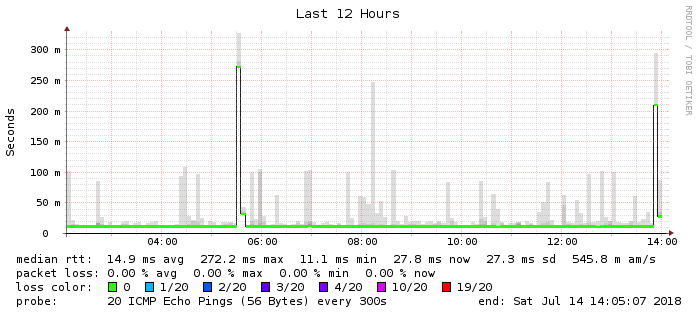 Last 12 Hours
RRDTOOL / TOBI OETIKER
Seconds
300 m
250 m
200 m
150 m
100 m
50 m
0
04:00 06:00 08:00 10:00 12:00 14:00
median rtt: 14.9 ms avg 272.2 ms max 11.1 ms min 27.8 ms now 27.3 ms sd 545.8 m am/s
packet loss: 0.00 % avg 0.00 % max 0.00 % min 0.00 % now
loss color: 0 1/20 2/20 3/20 4/20 10/20 19/20
probe: 20 ICMP Echo Pings (56 Bytes) every 300s end: Sat Jul 14 14:05:07 2018